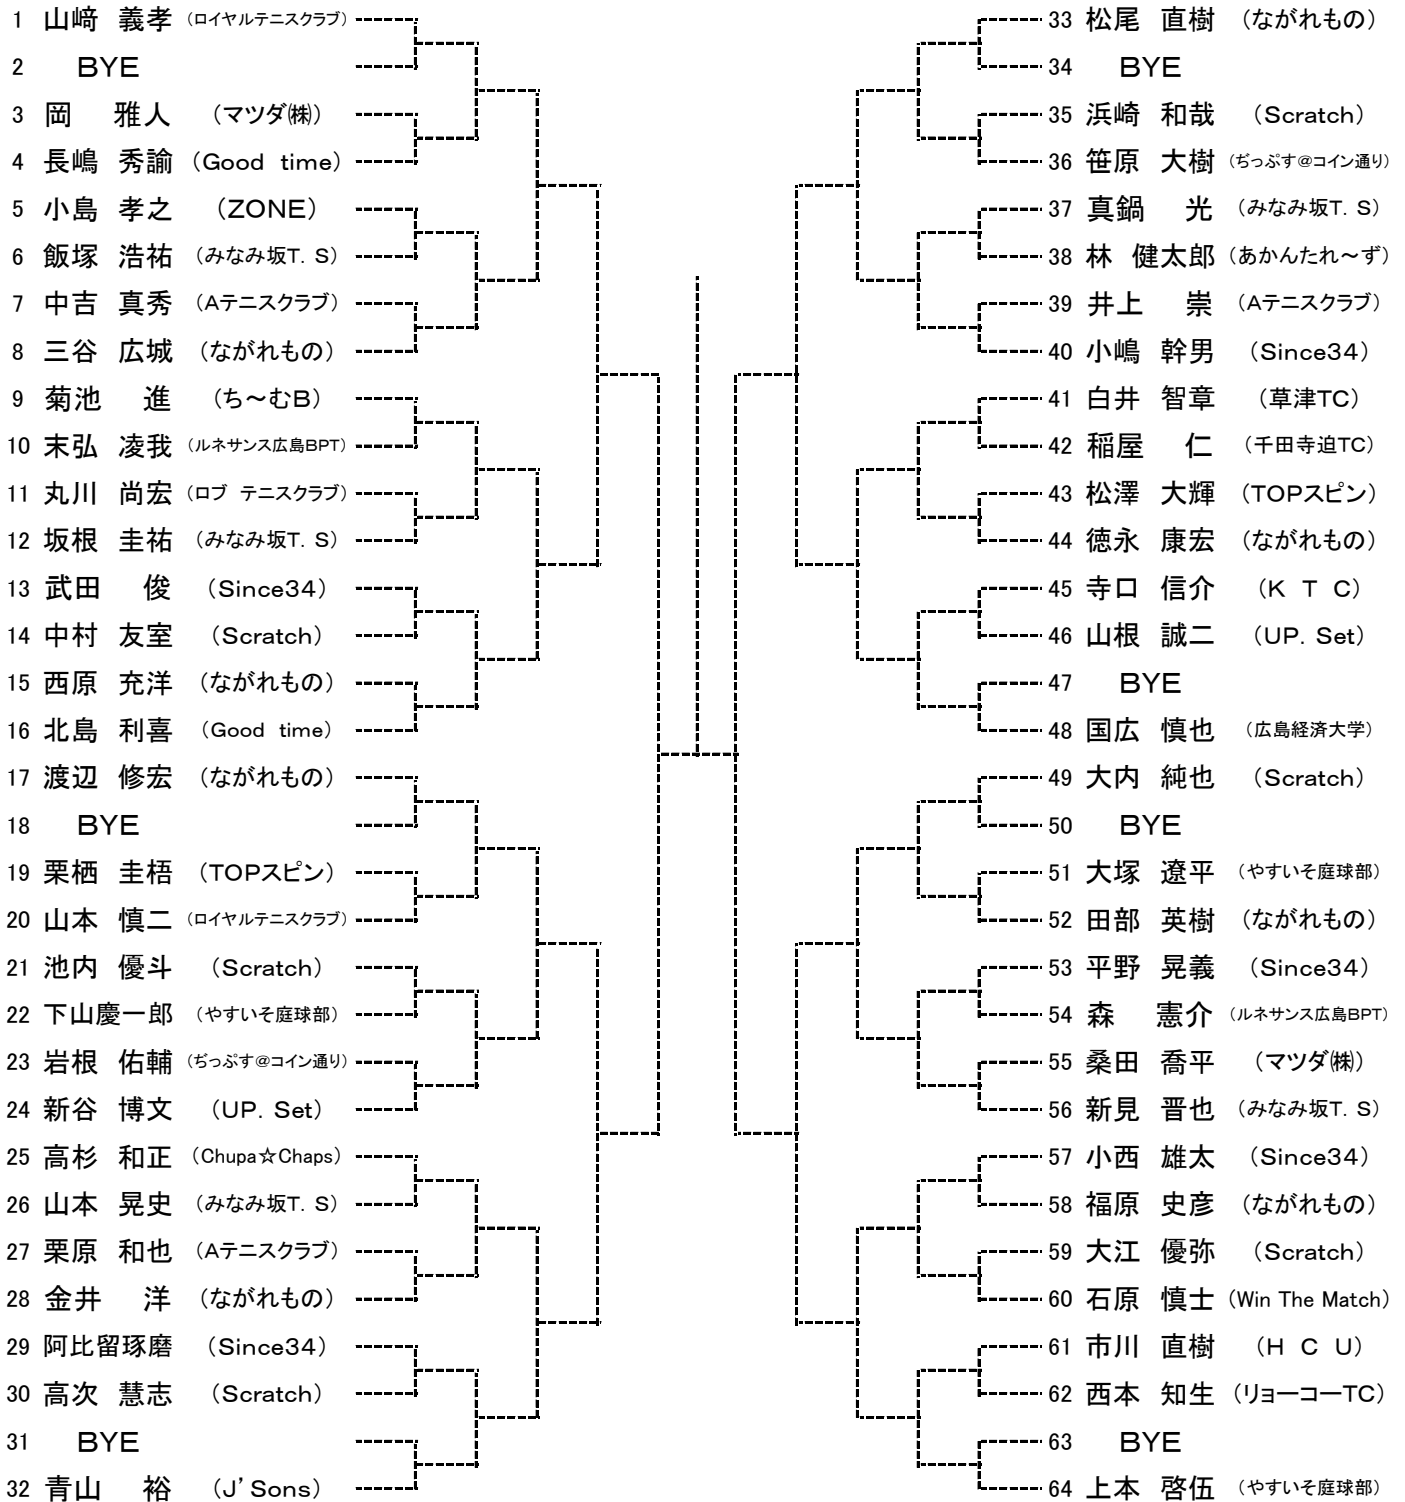 1 山﨑 義孝 (ロイヤルテニスクラブ)
2 BYE
3 岡 雅人 (マツダ㈱)
4 長嶋 秀諭 (Good time)
5 小島 孝之 (ZONE)
6 飯塚 浩祐 (みなみ坂T. S)
7 中吉 真秀 (Aテニスクラブ)
8 三谷 広城 (ながれもの)
9 菊池 進 (ち～むB)
10 末弘 凌我 (ルネサンス広島BPT)
11 丸川 尚宏 (ロブ テニスクラブ)
12 坂根 圭祐 (みなみ坂T. S)
13 武田 俊 (Since34)
14 中村 友室 (Scratch)
15 西原 充洋 (ながれもの)
16 北島 利喜 (Good time)
17 渡辺 修宏 (ながれもの)
18 BYE
19 栗栖 圭梧 (TOPスピン)
20 山本 慎二 (ロイヤルテニスクラブ)
21 池内 優斗 (Scratch)
22 下山慶一郎 (やすいそ庭球部)
23 岩根 佑輔 (ぢっぷす@コイン通り)
24 新谷 博文 (UP. Set)
25 高杉 和正 (Chupa☆Chaps)
26 山本 晃史 (みなみ坂T. S)
27 栗原 和也 (Aテニスクラブ)
28 金井 洋 (ながれもの)
29 阿比留琢磨 (Since34)
30 高次 慧志 (Scratch)
31 BYE
32 青山 裕 (J’Sons)
33 松尾 直樹 (ながれもの)
34 BYE
35 浜崎 和哉 (Scratch)
36 笹原 大樹 (ぢっぷす@コイン通り)
37 真鍋 光 (みなみ坂T. S)
38 林 健太郎 (あかんたれ～ず)
39 井上 崇 (Aテニスクラブ)
40 小嶋 幹男 (Since34)
41 白井 智章 (草津TC)
42 稲屋 仁 (千田寺迫TC)
43 松澤 大輝 (TOPスピン)
44 徳永 康宏 (ながれもの)
45 寺口 信介 (K T C)
46 山根 誠二 (UP. Set)
47 BYE
48 国広 慎也 (広島経済大学)
49 大内 純也 (Scratch)
50 BYE
51 大塚 遼平 (やすいそ庭球部)
52 田部 英樹 (ながれもの)
53 平野 晃義 (Since34)
54 森 憲介 (ルネサンス広島BPT)
55 桑田 喬平 (マツダ㈱)
56 新見 晋也 (みなみ坂T. S)
57 小西 雄太 (Since34)
58 福原 史彦 (ながれもの)
59 大江 優弥 (Scratch)
60 石原 慎士 (Win The Match)
61 市川 直樹 (H C U)
62 西本 知生 (リョーコーTC)
63 BYE
64 上本 啓伍 (やすいそ庭球部)